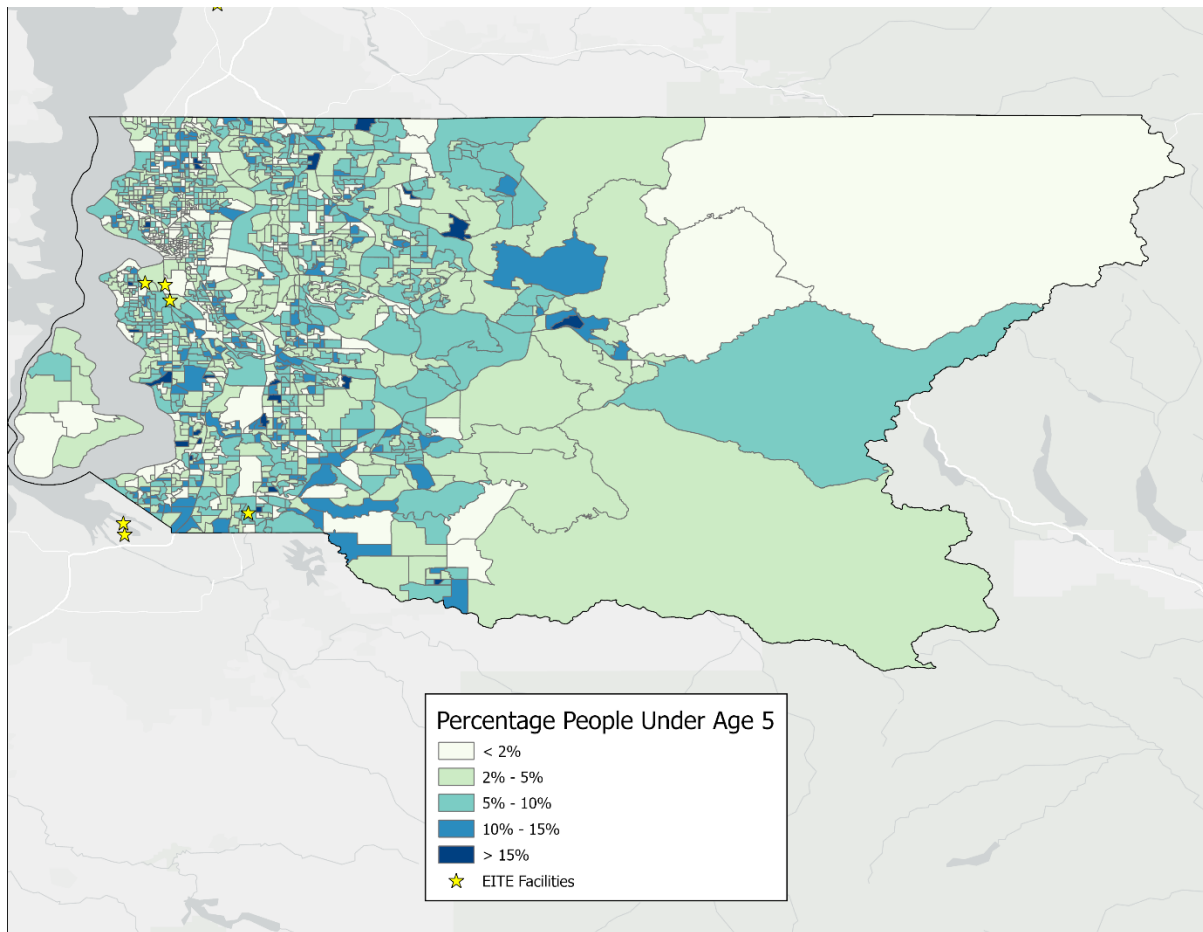 Percentage People Under Age 5
< 2%
2% - 5%
5% - 10%
10% - 15%
> 15%
EITE Facilities